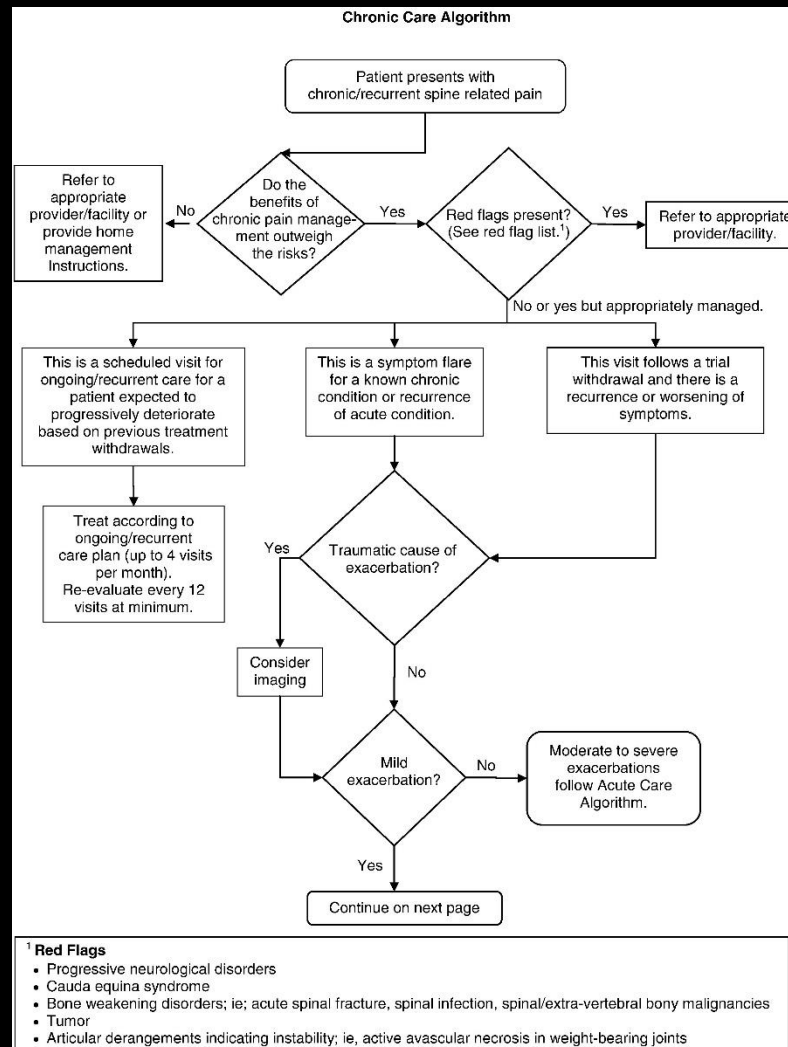 Chronic Care Algorithm
Patient presents with
chronic/recurrent spine related pain
Do the
benefits of
chronic pain manage-
ment outweigh
the risks?
No
Refer to
appropriate
provider/facility or
provide home
management
Instructions.
Yes
Red flags present?
(See red flag list.¹)
Yes
Refer to appropriate
provider/facility.
No or yes but appropriately managed.
This is a scheduled visit for
ongoing/recurrent care for a
patient expected to
progressively deteriorate
based on previous treatment
withdrawals.
This is a symptom flare
for a known chronic
condition or recurrence
of acute condition.
This visit follows a trial
withdrawal and there is a
recurrence or worsening of
symptoms.
Treat according to
ongoing/recurrent
care plan (up to 4 visits
per month).
Re-evaluate every 12
visits at minimum.
Traumatic cause of
exacerbation?
Yes
Consider
imaging
No
Mild
exacerbation?
No
Moderate to severe
exacerbations
follow Acute Care
Algorithm.
Yes
Continue on next page
¹ Red Flags
• Progressive neurological disorders
• Cauda equina syndrome
• Bone weakening disorders; ie; acute spinal fracture, spinal infection, spinal/extra-vertebral bony malignancies
• Tumor
• Articular derangements indicating instability; ie, active avascular necrosis in weight-bearing joints